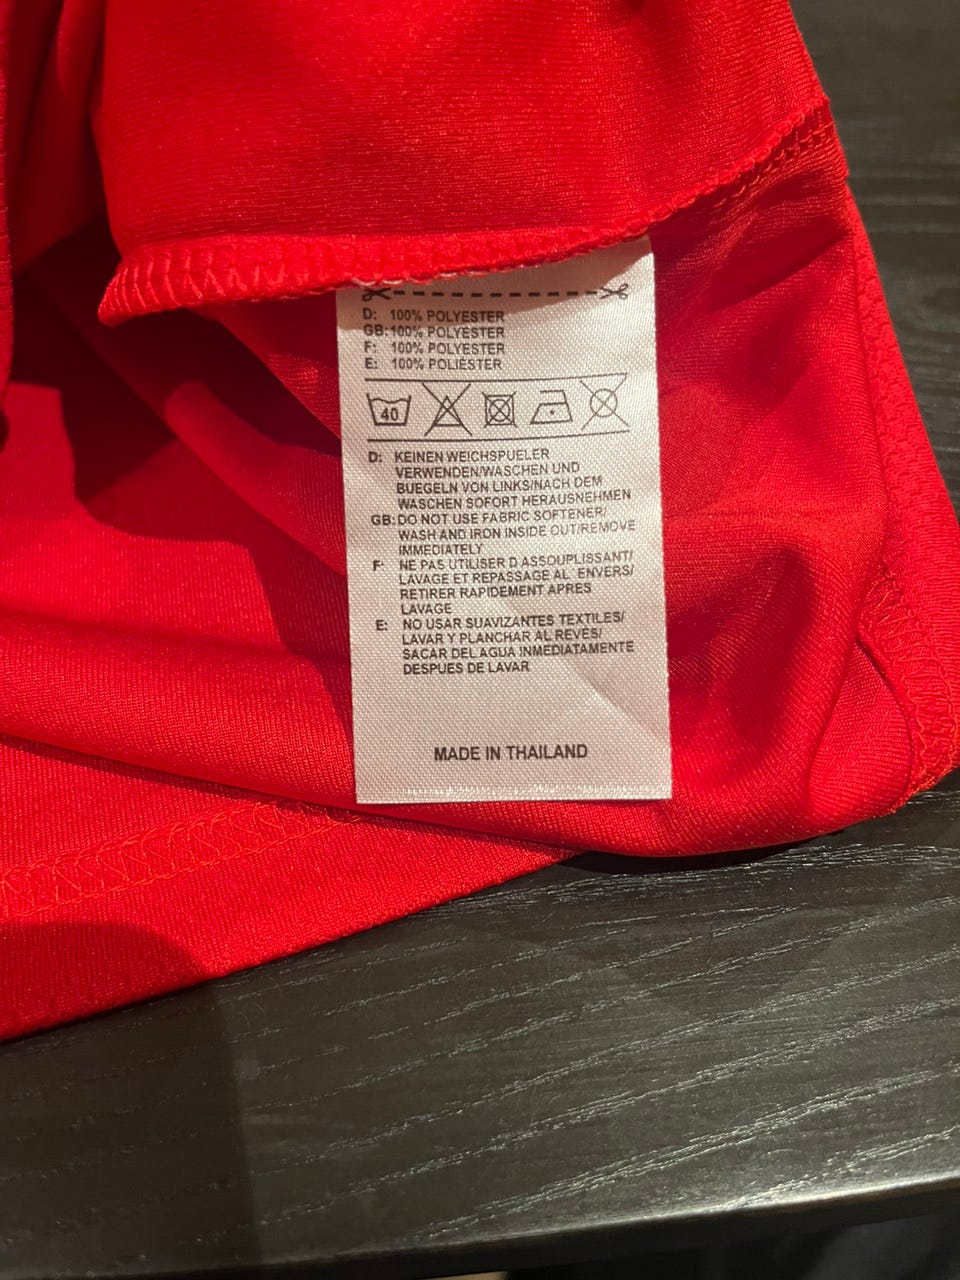 D: 100% POLYESTER
GB: 100% POLYESTER
F: 100% POLYESTER
E: 100% POLIÉSTER
40
D: KEINEN WEICHSPUELER
VERWENDEN/WASCHEN UND
BUEGELN VON LINKS/NACH DEM
WASCHEN SOFORT HERAUSNEHMEN
GB: DO NOT USE FABRIC SOFTENER/
WASH AND IRON INSIDE OUT/REMOVE
IMMEDIATELY
F: NE PAS UTILISER D ASSOUPLISSANT/
LAVAGE ET REPASSAGE AL ENVERS/
RETIRER RAPIDEMENT APRES
LAVAGE
E: NO USAR SUAVIZANTES TEXTILES/
LAVAR Y PLANCHAR AL REVÉS/
SACAR DEL AGUA INMEDIATAMENTE
DESPUES DE LAVAR
MADE IN THAILAND